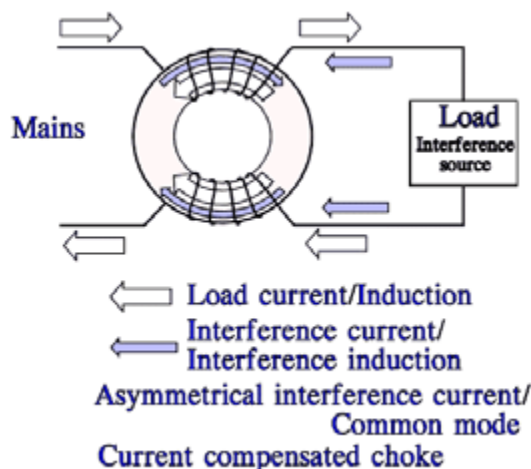 Mains
Load
Interference
source
Load current/Induction
Interference current/
Interference induction
Asymmetrical interference current/
Common mode
Current compensated choke